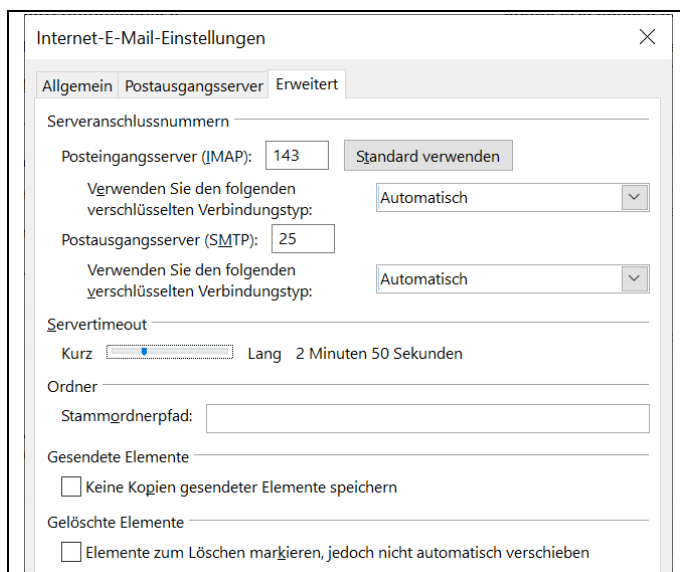 Internet-E-Mail-Einstellungen
Allgemein Postausgangsserver Erweitert
Serveranschlussnummern
Posteingangsserver (IMAP): 143 Standard verwenden
Verwenden Sie den folgenden
verschlüsselten Verbindungstyp: Automatisch
Postausgangsserver (SMTP): 25
Verwenden Sie den folgenden
verschlüsselten Verbindungstyp: Automatisch
Servertimeout
Kurz Lang 2 Minuten 50 Sekunden
Ordner
Stammordnerpfad:
Gesendete Elemente
Keine Kopien gesendeter Elemente speichern
Gelöschte Elemente
Elemente zum Löschen markieren, jedoch nicht automatisch verschieben